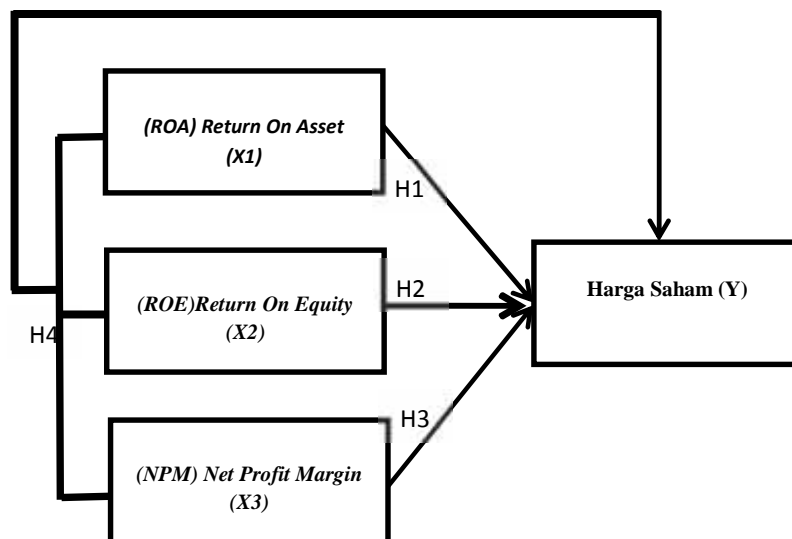 (ROA) Return On Asset
(X1)
H1
(ROE)Return On Equity
(X2)
H2
Harga Saham (Y)
H4
H3
(NPM) Net Profit Margin
(X3)